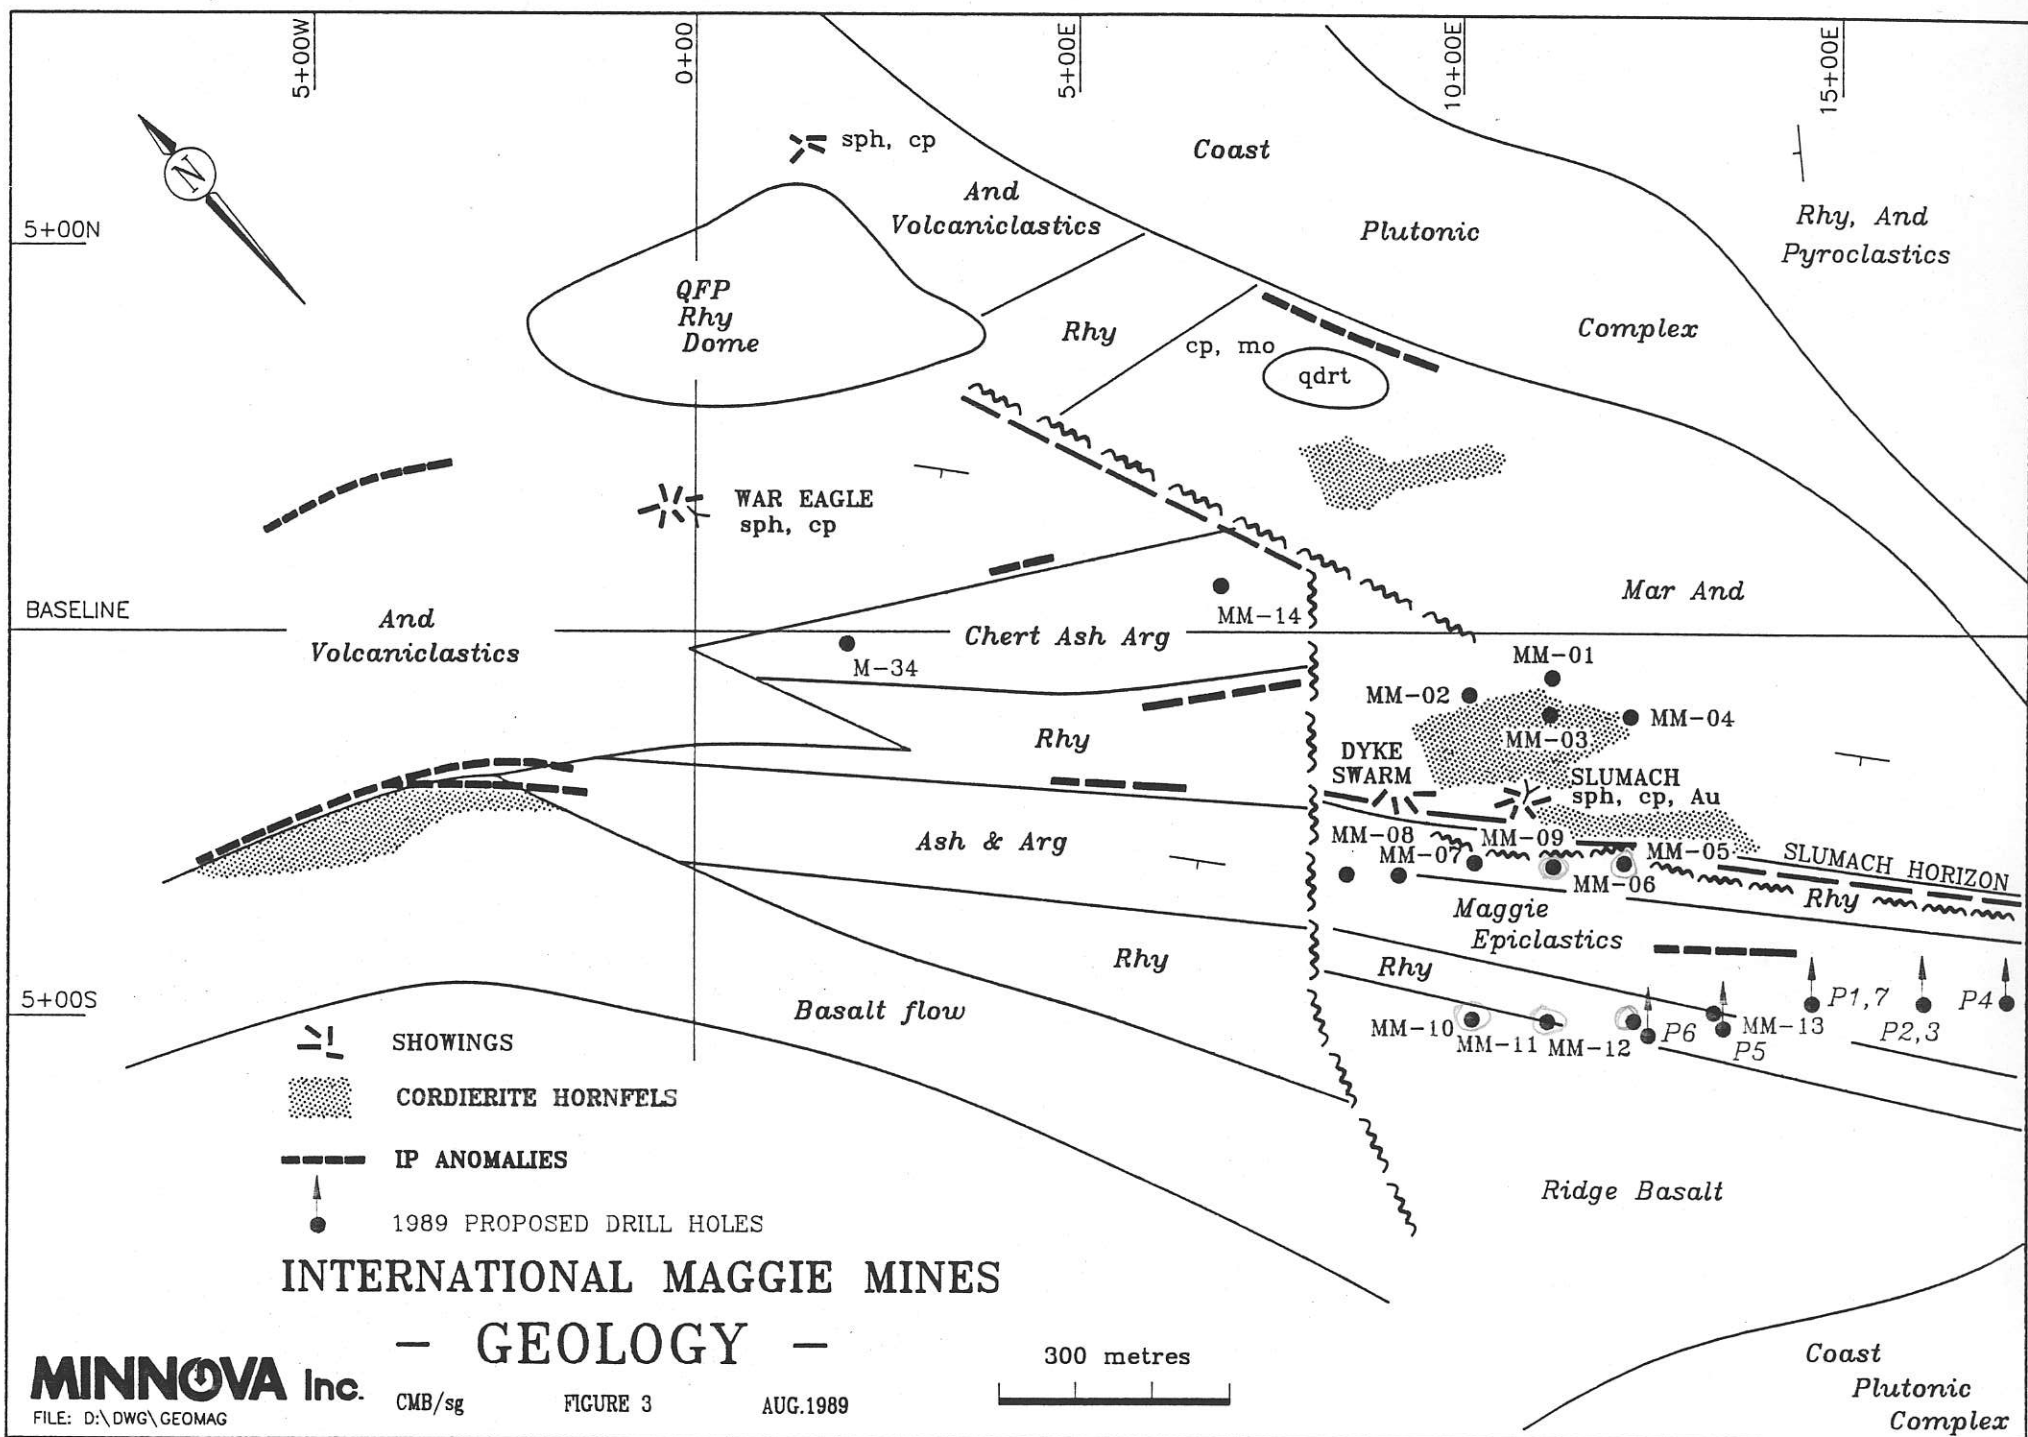 5+00W
0+00
5+00E
10+00E
15+00E
sph, cp
Coast
And
Volcaniclastics
Plutonic
Rhy, And
Pyroclastics
N
5+00N
QFP
Rhy
Dome
Rhy
Complex
cp, mo
qdrt
WAR EAGLE
sph, cp
Mar And
BASELINE
And
Volcaniclastics
MM-14
Chert Ash Arg
M-34
MM-01
MM-02
MM-04
MM-03
Rhy
DYKE
SWARM
SLUMACH
sph, cp, Au
Ash & Arg
MM-08
MM-09
MM-07
MM-05
SLUMACH HORIZON
MM-06
Rhy
Maggie
Epiclastics
Rhy
Rhy
5+00S
Basalt flow
P1,7
P4
MM-10
MM-11
MM-12
P6
MM-13
P5
P2,3
SHOWINGS
CORDIERITE HORNFELS
IP ANOMALIES
1989 PROPOSED DRILL HOLES
Ridge Basalt
INTERNATIONAL MAGGIE MINES
- GEOLOGY -
300 metres
MINNOVA Inc.
CMB/sg
FIGURE 3
AUG.1989
FILE: D:\DWG\GEOMAG
Coast
Plutonic
Complex